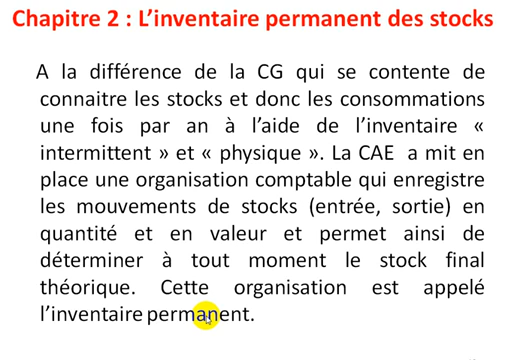 Chapitre 2 : L'inventaire permanent des stocks
A la différence de la CG qui se contente de
connaitre les stocks et donc les consommations
une fois par an à l'aide de l'inventaire «
intermittent » et « physique ». La CAE a mit en
place une organisation comptable qui enregistre
les mouvements de stocks (entrée, sortie) en
quantité et en valeur et permet ainsi de
déterminer à tout moment le stock final
théorique. Cette organisation est appelé
l'inventaire permanent.